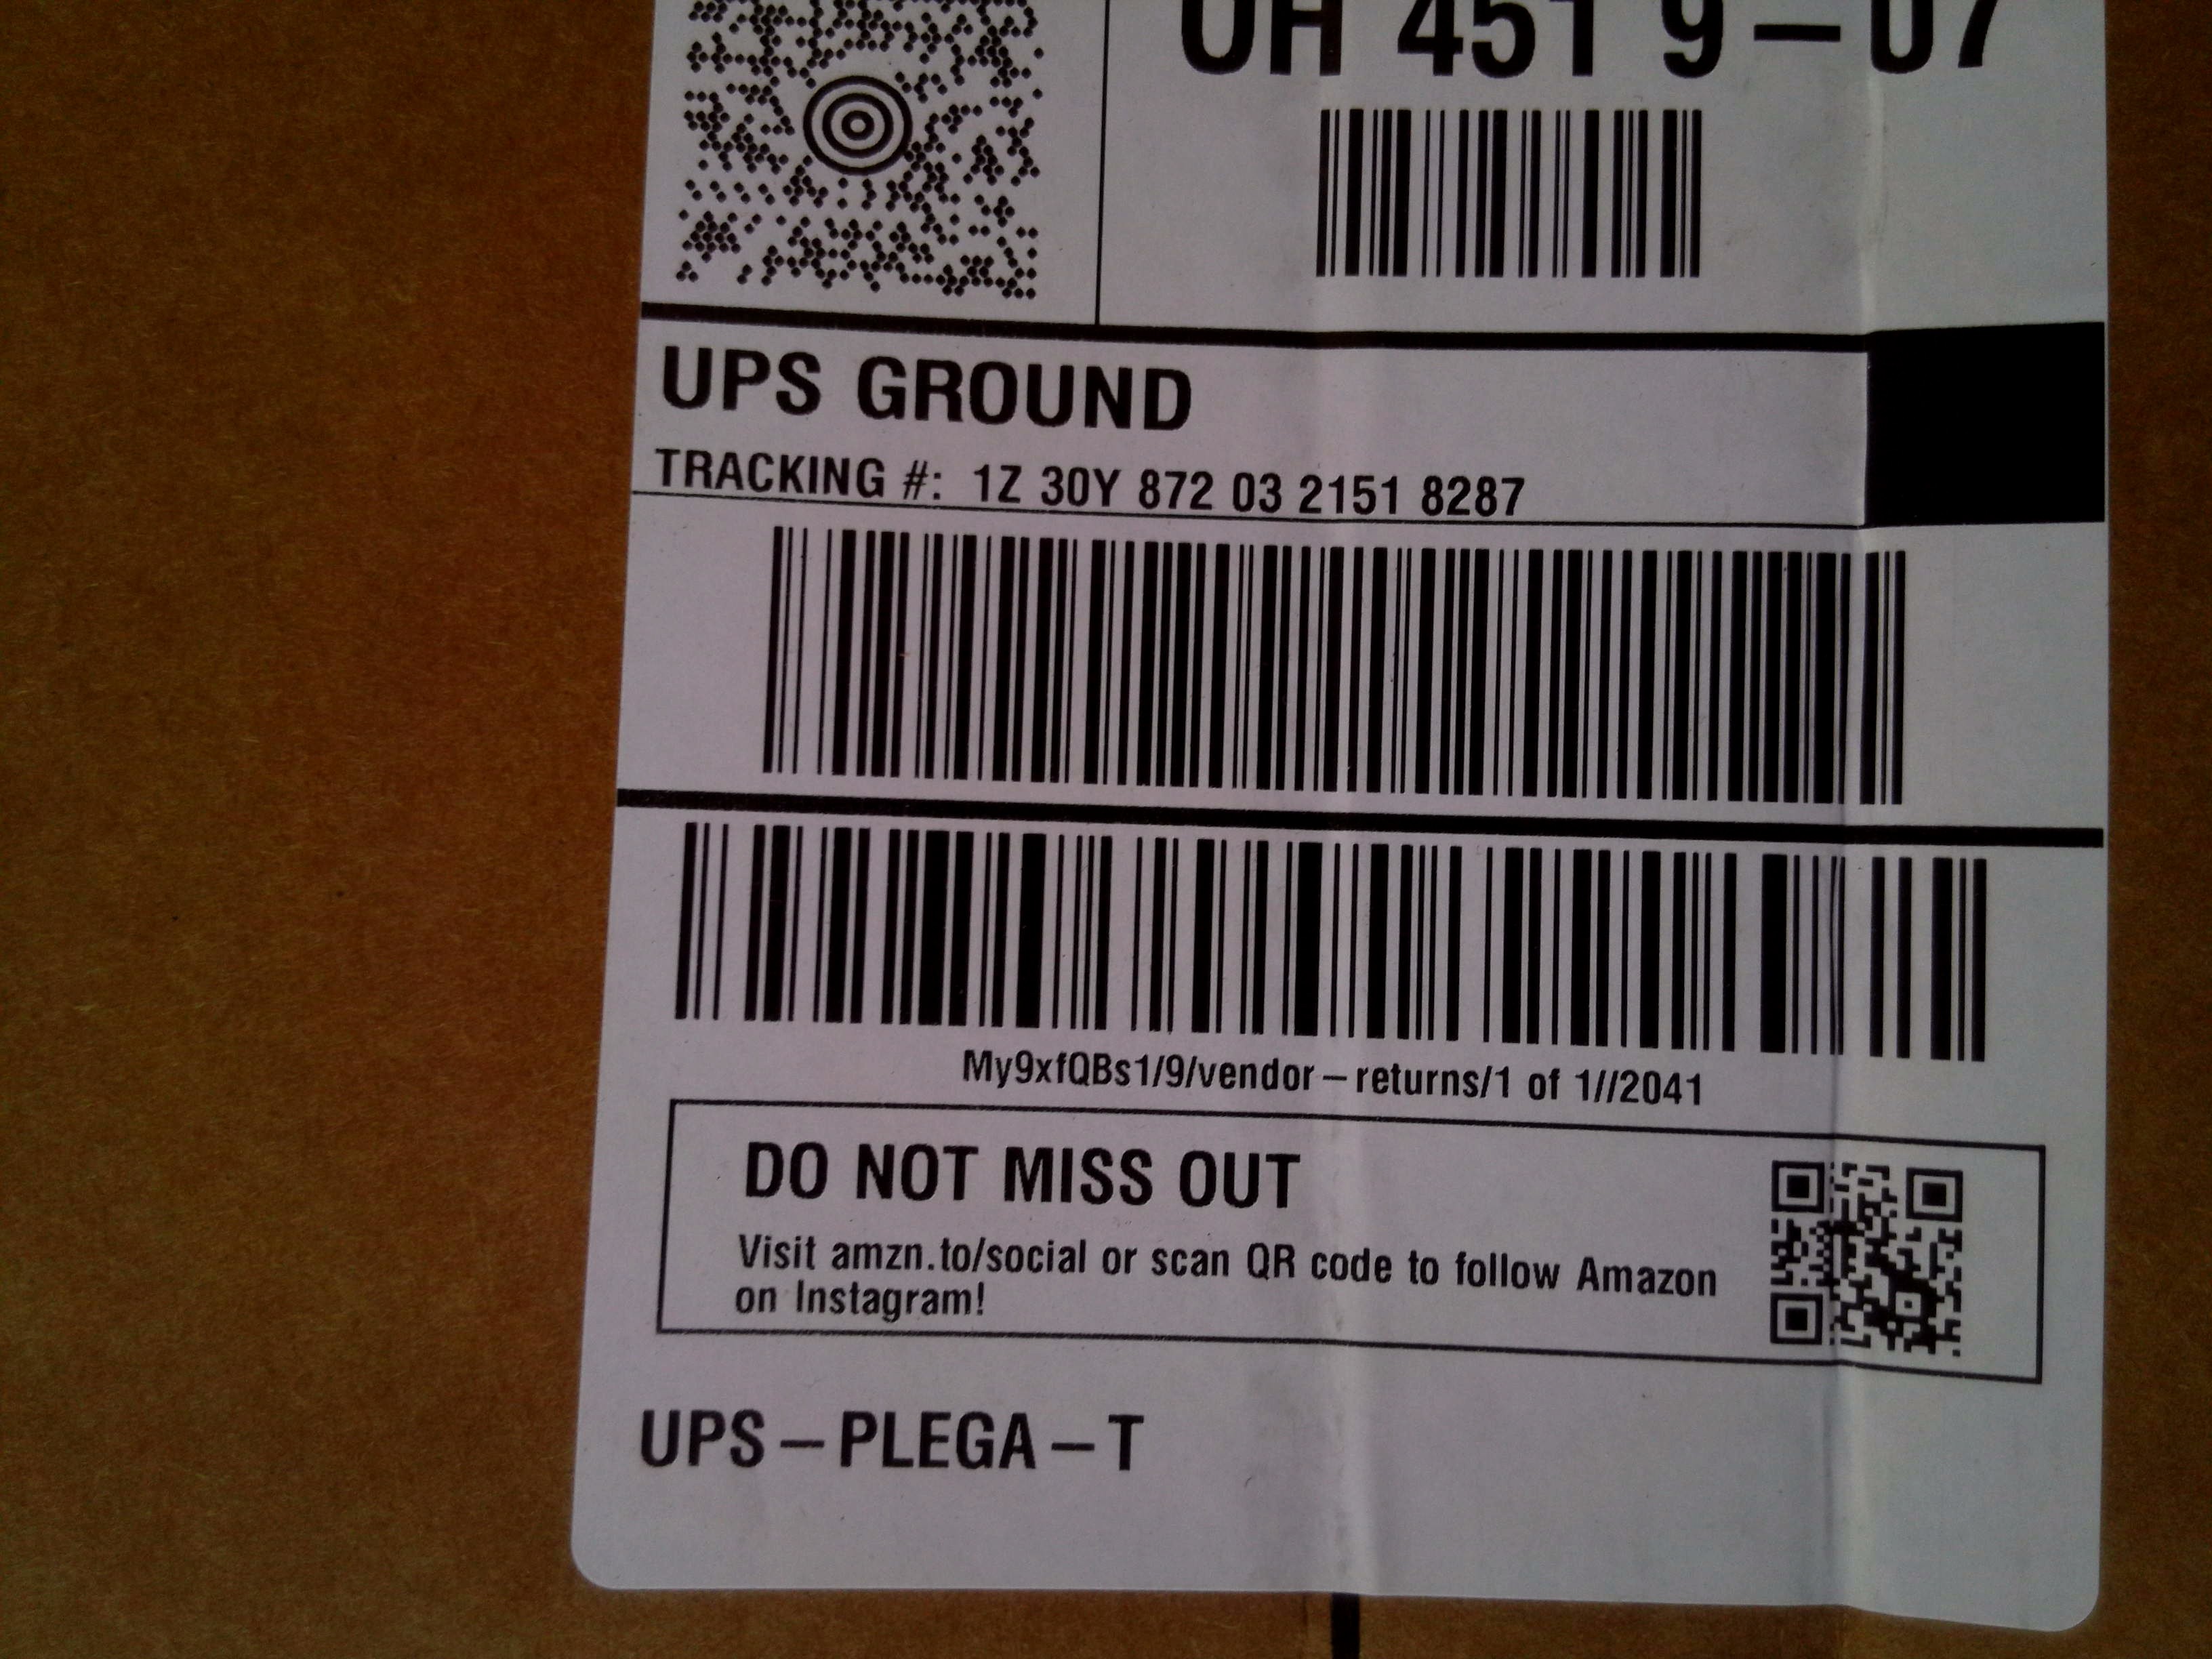 OH 451 9-07
UPS GROUND
TRACKING #: 1Z 30Y 872 03 2151 8287
My9xfQBs1/9/vendor-returns/1 of 1//2041
DO NOT MISS OUT
Visit amzn.to/social or scan QR code to follow Amazon
on Instagram!
UPS-PLEGA-T